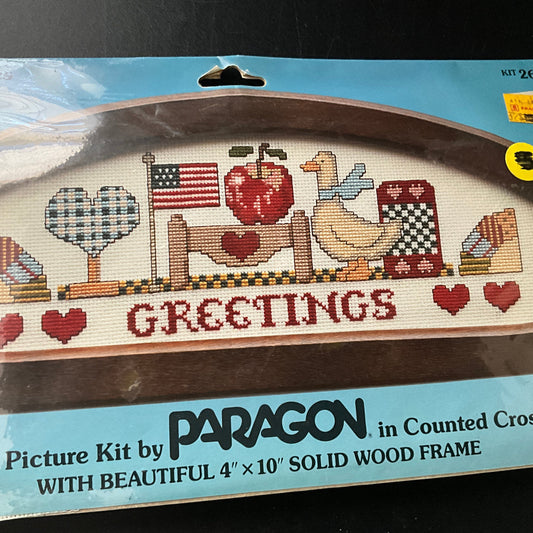 KIT 26
GREETINGS
Picture Kit by PARAGON® in Counted Cros
WITH BEAUTIFUL 4" × 10" SOLID WOOD FRAME